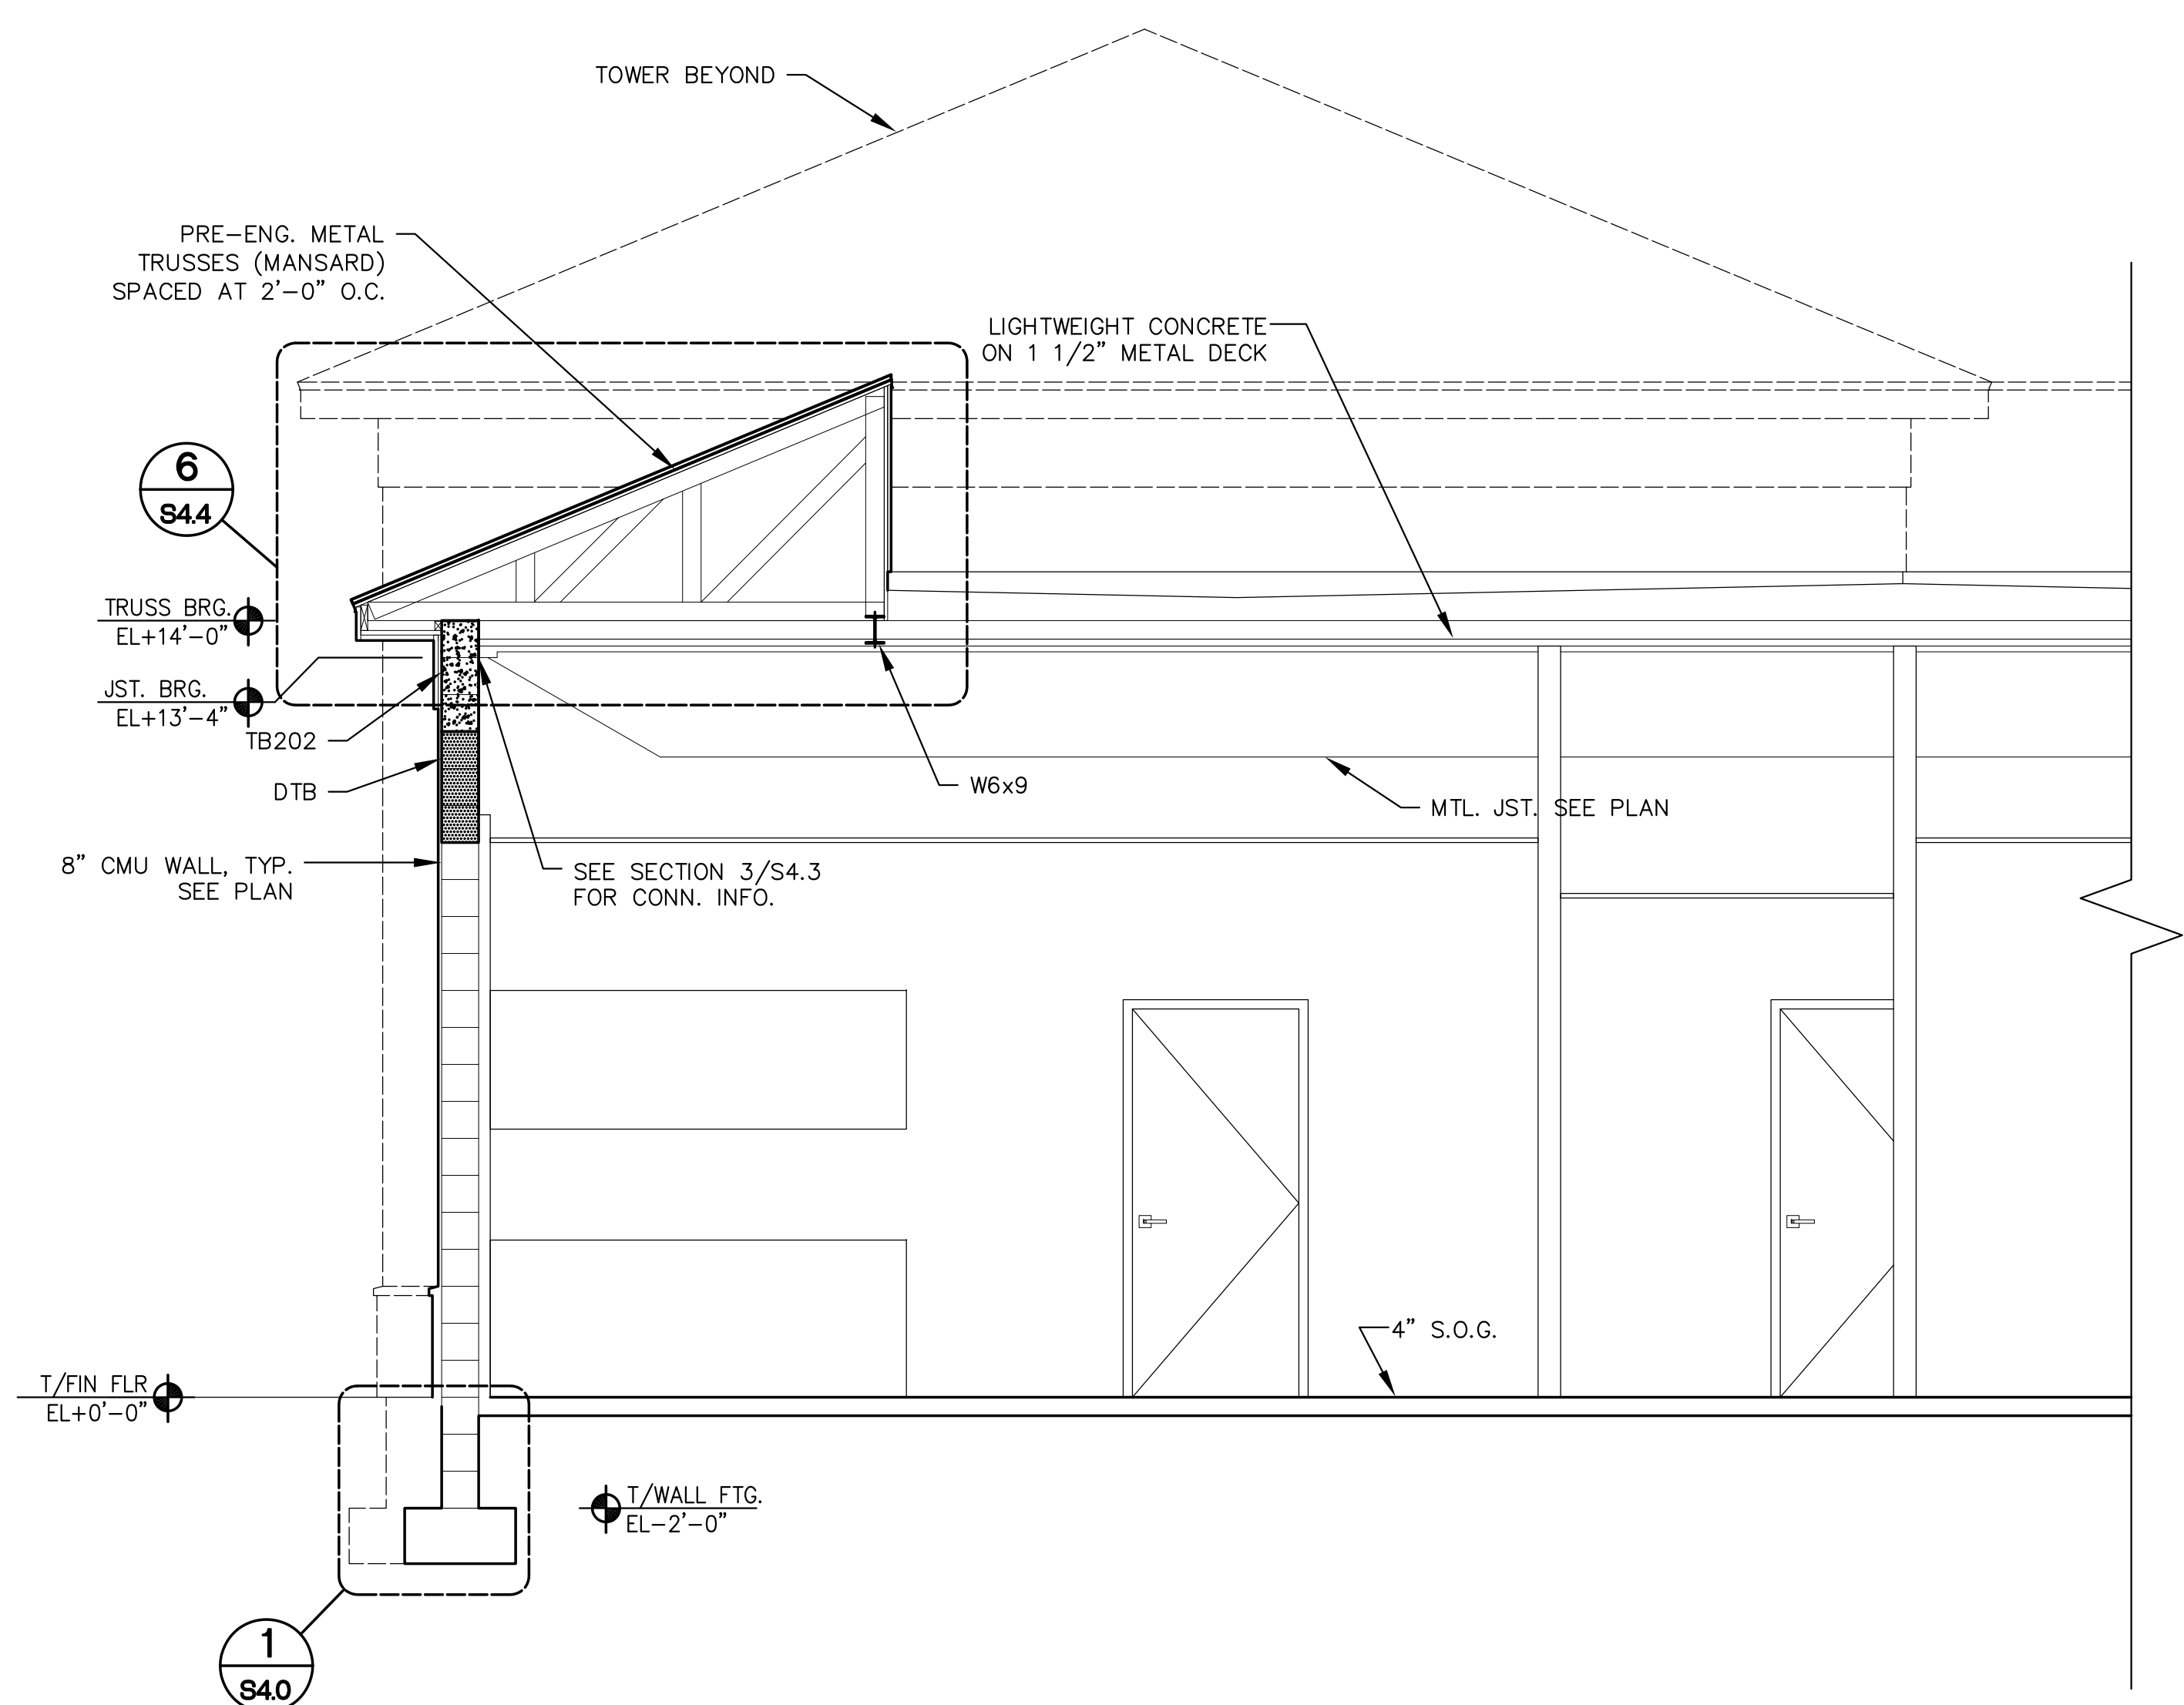 TOWER BEYOND
PRE-ENG. METAL
TRUSSES (MANSARD)
SPACED AT 2'-0" O.C.
LIGHTWEIGHT CONCRETE
ON 1 1/2" METAL DECK
6
S4.4
TRUSS BRG.
EL+14'-0"
JST. BRG.
EL+13'-4"
TB202
DTB
W6x9
MTL. JST. SEE PLAN
8" CMU WALL, TYP.
SEE PLAN
SEE SECTION 3/S4.3
FOR CONN. INFO.
4" S.O.G.
T/FIN FLR
EL+0'-0"
T/WALL FTG.
EL-2'-0"
1
S4.0